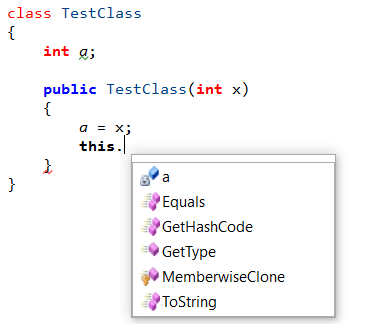 class TestClass
{
    int a;

    public TestClass(int x)
    {
        a = x;
        this.
    }
}
a
Equals
GetHashCode
GetType
MemberwiseClone
ToString